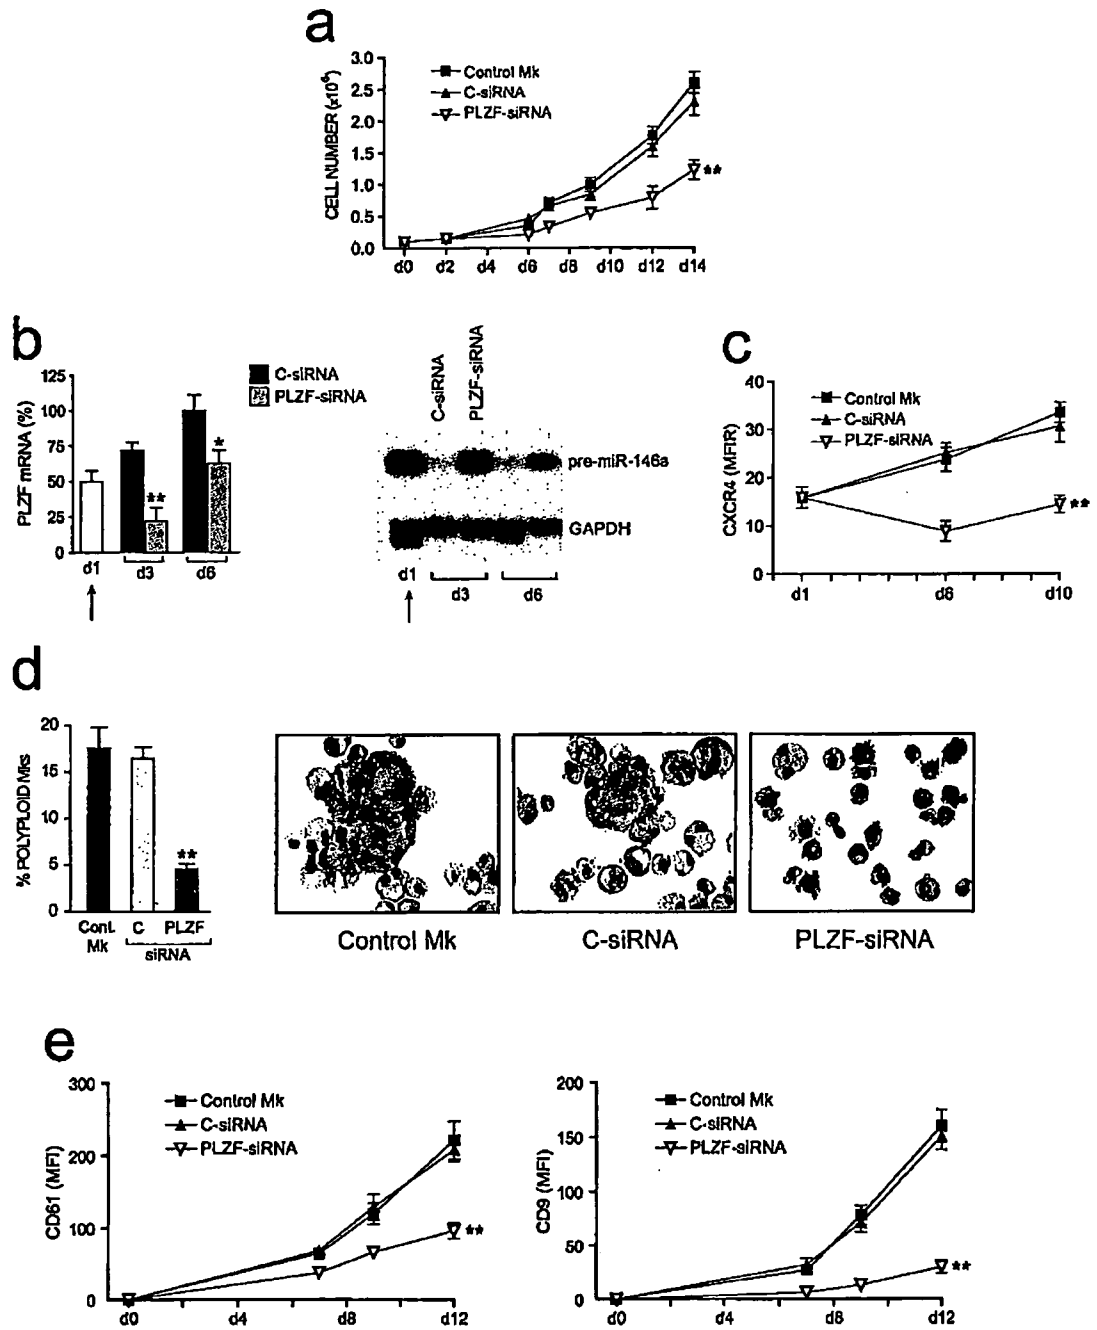 a
CELL NUMBER (x10⁶)
3.0
2.5
2.0
1.5
1.0
0.5
0.0
Control Mk
C-siRNA
PLZF-siRNA
**
d0 d2 d4 d6 d8 d10 d12 d14
b
PLZF mRNA (%)
125
100
75
50
25
0
C-siRNA
PLZF-siRNA
**
*
d1 d3 d6
C-siRNA
PLZF-siRNA
pre-miR-146a
GAPDH
d1 d3 d6
c
CXCR4 (MFIR)
40
30
20
10
0
Control Mk
C-siRNA
PLZF-siRNA
**
d1 d6 d10
d
% POLYPLOID Mks
20
15
10
5
0
**
Cont. C PLZF
Mk siRNA
Control Mk
C-siRNA
PLZF-siRNA
e
CD61 (MFI)
300
200
100
0
Control Mk
C-siRNA
PLZF-siRNA
**
d0 d4 d8 d12
CD9 (MFI)
200
150
100
50
0
Control Mk
C-siRNA
PLZF-siRNA
**
d0 d4 d8 d12